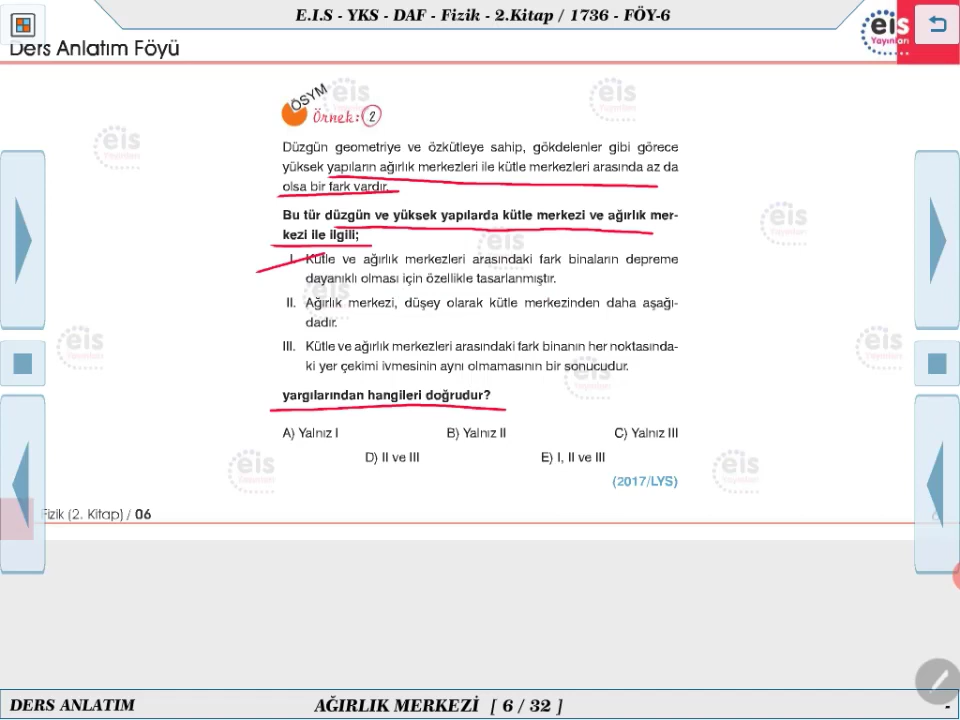 E.I.S - YKS - DAF - Fizik - 2.Kitap / 1736 - FÖY-6
Ders Anlatım Föyü
eis
Yayınları
ÖSYM
Örnek: 2
Düzgün geometriye ve özkütleye sahip, gökdelenler gibi görece
yüksek yapıların ağırlık merkezleri ile kütle merkezleri arasında az da
olsa bir fark vardır.
Bu tür düzgün ve yüksek yapılarda kütle merkezi ve ağırlık mer-
kezi ile ilgili;
I. Kütle ve ağırlık merkezleri arasındaki fark binaların depreme
dayanıklı olması için özellikle tasarlanmıştır.
II. Ağırlık merkezi, düşey olarak kütle merkezinden daha aşağı-
dadır.
III. Kütle ve ağırlık merkezleri arasındaki fark binanın her noktasında-
ki yer çekimi ivmesinin aynı olmamasının bir sonucudur.
yargılarından hangileri doğrudur?
A) Yalnız I B) Yalnız II C) Yalnız III
D) II ve III E) I, II ve III
(2017/LYS)
Fizik (2. Kitap) / 06
DERS ANLATIM
AĞIRLIK MERKEZİ [ 6 / 32 ]
-